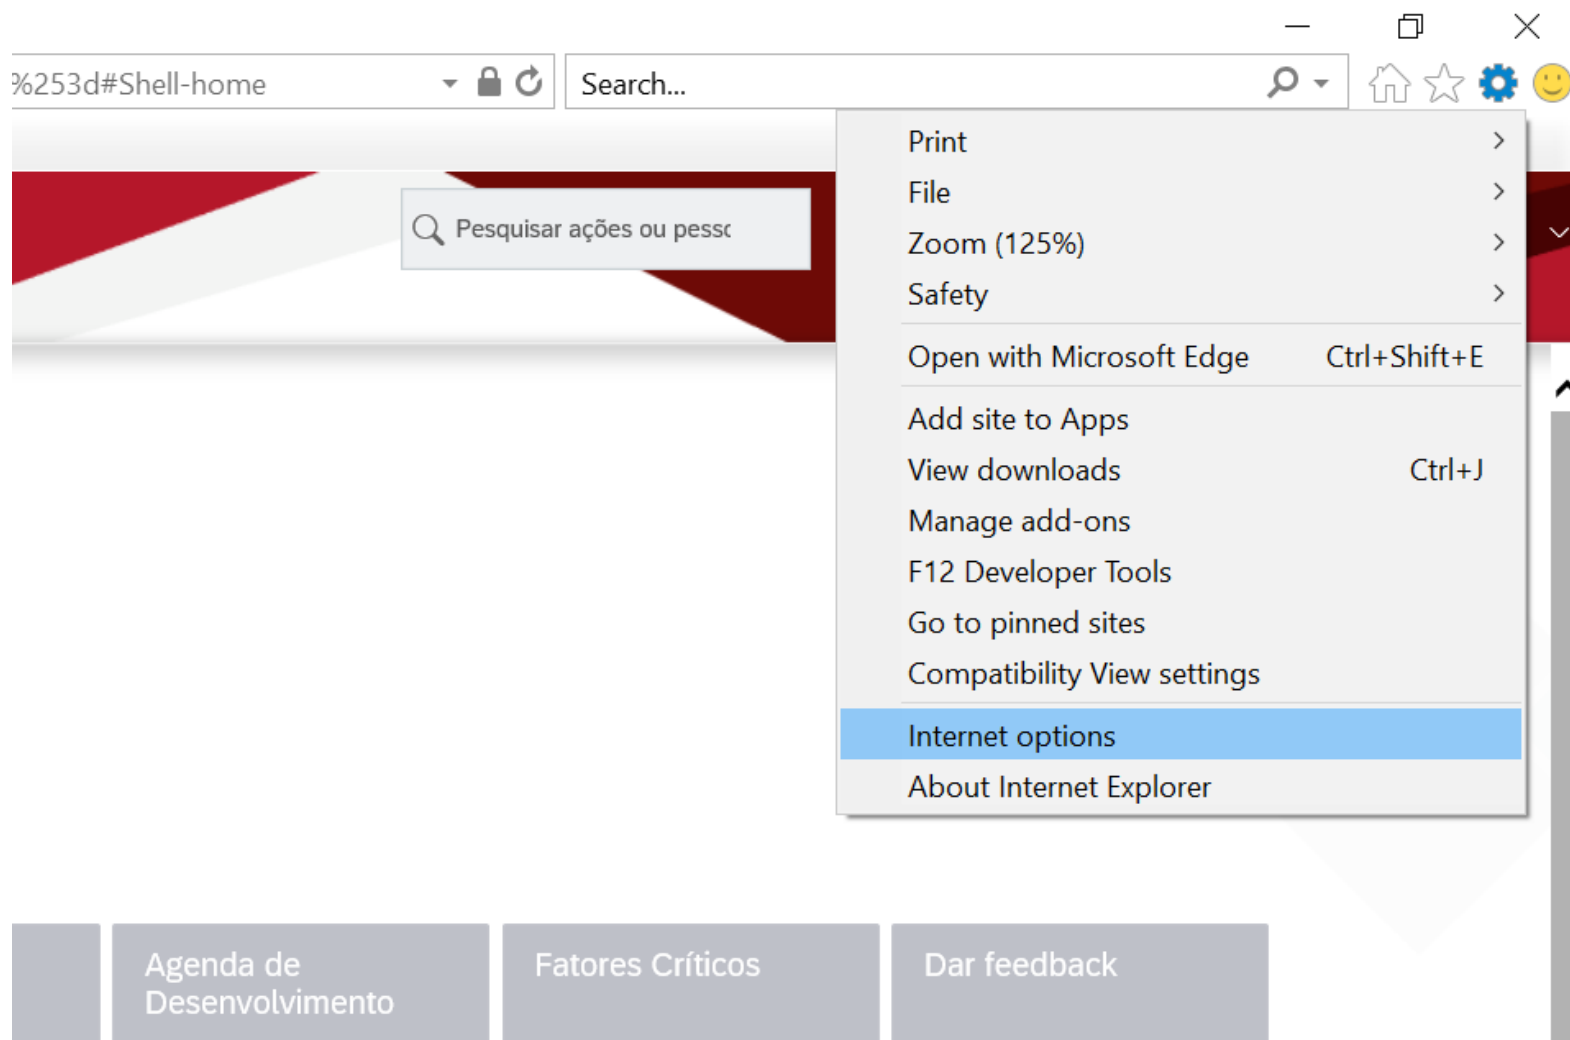 %253d#Shell-home
Search...
Pesquisar ações ou pessc
Print
File
Zoom (125%)
Safety
Open with Microsoft Edge Ctrl+Shift+E
Add site to Apps
View downloads Ctrl+J
Manage add-ons
F12 Developer Tools
Go to pinned sites
Compatibility View settings
Internet options
About Internet Explorer
Agenda de
Desenvolvimento
Fatores Críticos
Dar feedback